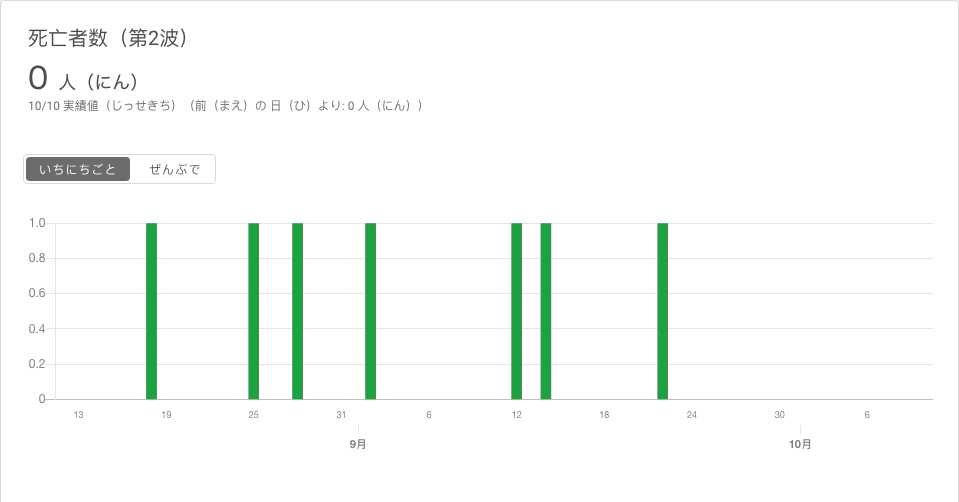 死亡者数（第2波）
0 人（にん）
10/10 実績値（じっせきち）（前（まえ）の 日（ひ）より: 0 人（にん））
いちにちごと ぜんぶで
1.0
0.8
0.6
0.4
0.2
0
13 19 25 31 6 12 18 24 30 6
9月 10月